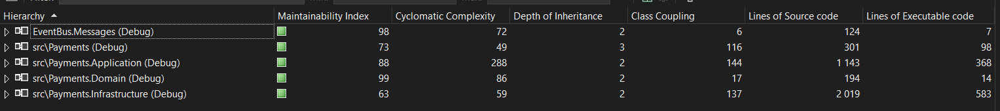 Hierarchy Maintainability Index Cyclomatic Complexity Depth of Inheritance Class Coupling Lines of Source code Lines of Executable code
EventBus.Messages (Debug) 98 72 2 6 124 7
src\Payments (Debug) 73 49 3 116 301 98
src\Payments.Application (Debug) 88 288 2 144 1 143 368
src\Payments.Domain (Debug) 99 86 2 17 194 14
src\Payments.Infrastructure (Debug) 63 59 2 137 2 019 583